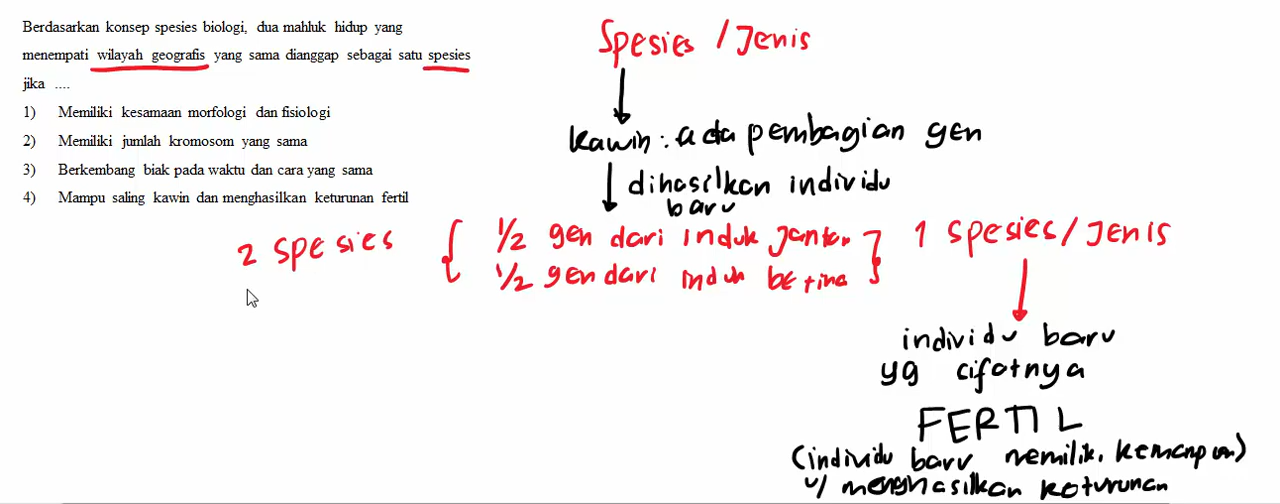 Berdasarkan konsep spesies biologi, dua mahluk hidup yang
menempati wilayah geografis yang sama dianggap sebagai satu spesies
jika ....
1) Memiliki kesamaan morfologi dan fisiologi
2) Memiliki jumlah kromosom yang sama
3) Berkembang biak pada waktu dan cara yang sama
4) Mampu saling kawin dan menghasilkan keturunan fertil
Spesies / Jenis
kawin : ada pembagian gen
dihasilkan individu
baru
2 spesies
1/2 gen dari induk jantan
1/2 gen dari induk betina
1 spesies / Jenis
individu baru
yg cifatnya
FERTIL
(individu baru memiliki kemampuan)
u/ menghasilkan keturunan